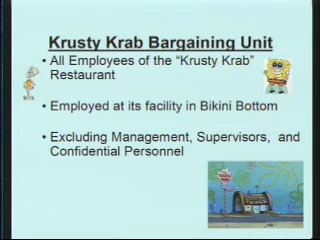 Krusty Krab Bargaining Unit
• All Employees of the “Krusty Krab”
Restaurant
• Employed at its facility in Bikini Bottom
• Excluding Management, Supervisors, and
Confidential Personnel